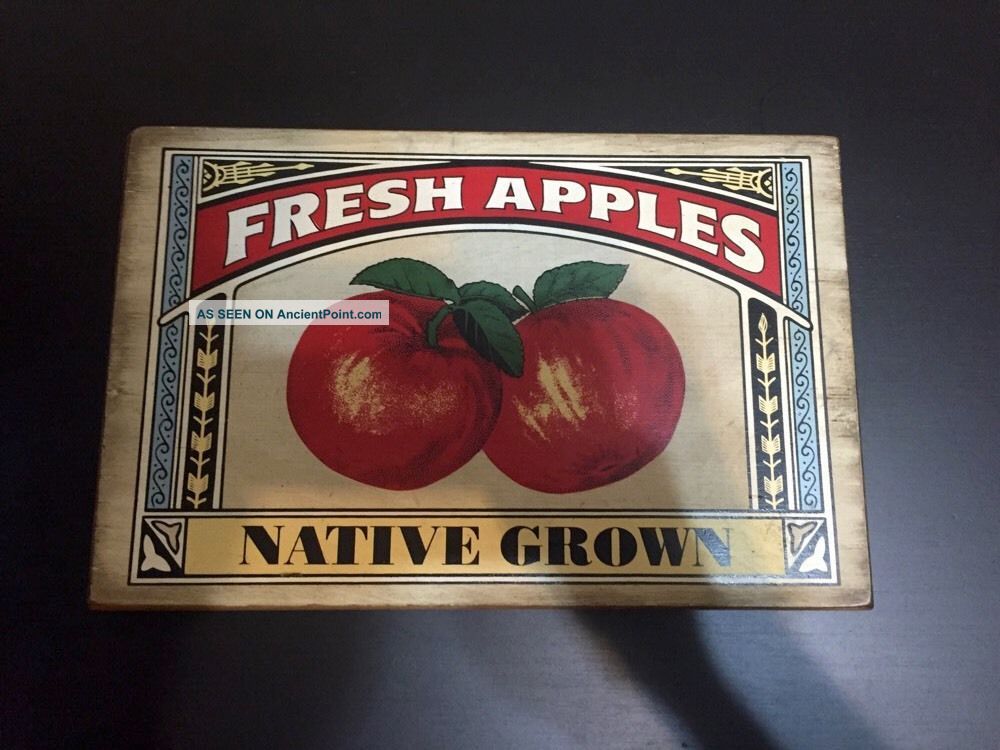 FRESH APPLES
AS SEEN ON AncientPoint.com
NATIVE GROWN